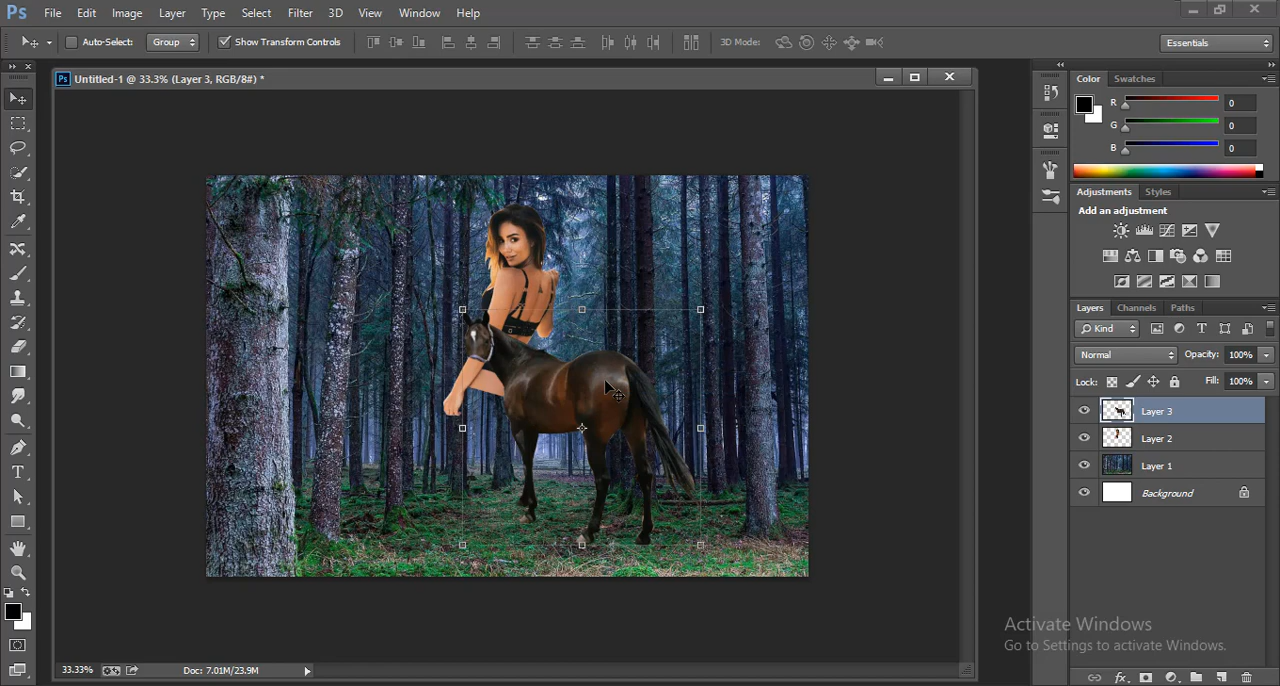 Ps File Edit Image Layer Type Select Filter 3D View Window Help
Auto-Select: Group Show Transform Controls 3D Mode: Essentials
Ps Untitled-1 @ 33.3% (Layer 3, RGB/8#) *
Color Swatches
R 0
G 0
B 0
Adjustments Styles
Add an adjustment
Layers Channels Paths
Kind T
Normal Opacity: 100%
Lock: Fill: 100%
Layer 3
Layer 2
Layer 1
Background
T
Activate Windows
Go to Settings to activate Windows.
33.33% Doc: 7.01M/23.9M
fx